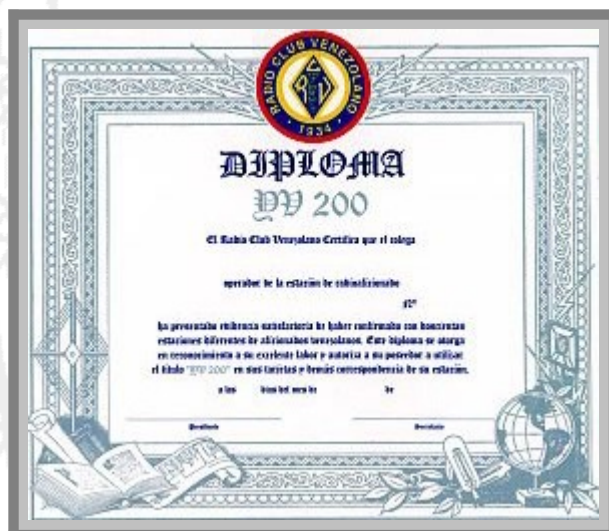 RADIO CLUB VENEZOLANO
1934
DIPLOMA
YV 200
El Radio Club Venezolano Certifica que el colega
operador de la estación de radioaficionado
Nº
ha presentado evidencia satisfactoria de haber confirmado con doscientas
estaciones diferentes de aficionados venezolanos. Este diploma se otorga
en reconocimiento a su excelente labor y autoriza a su poseedor a utilizar
el título "YV 200" en sus tarjetas y demás correspondencia de su estación.
a los días del mes de de
Presidente Secretario